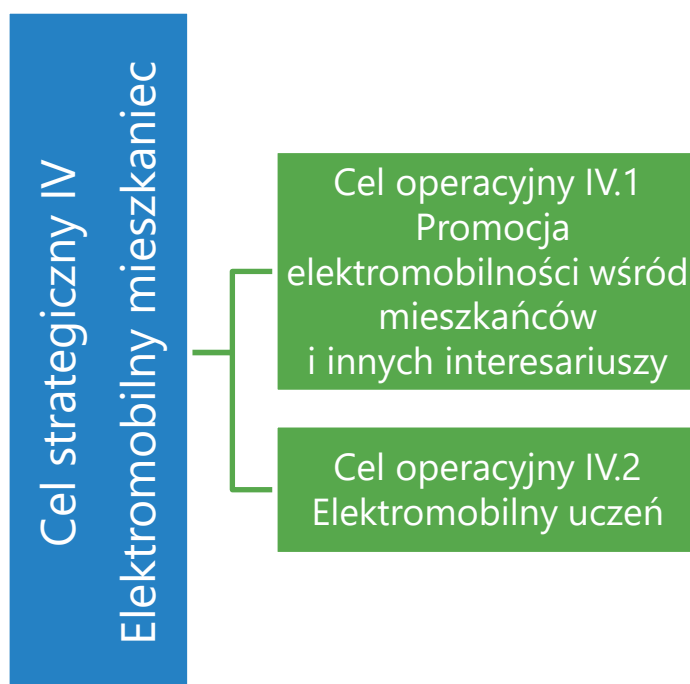 Cel strategiczny IV
Elektromobilny mieszkaniec
Cel operacyjny IV.1
Promocja
elektromobilności wśród
mieszkańców
i innych interesariuszy
Cel operacyjny IV.2
Elektromobilny uczeń